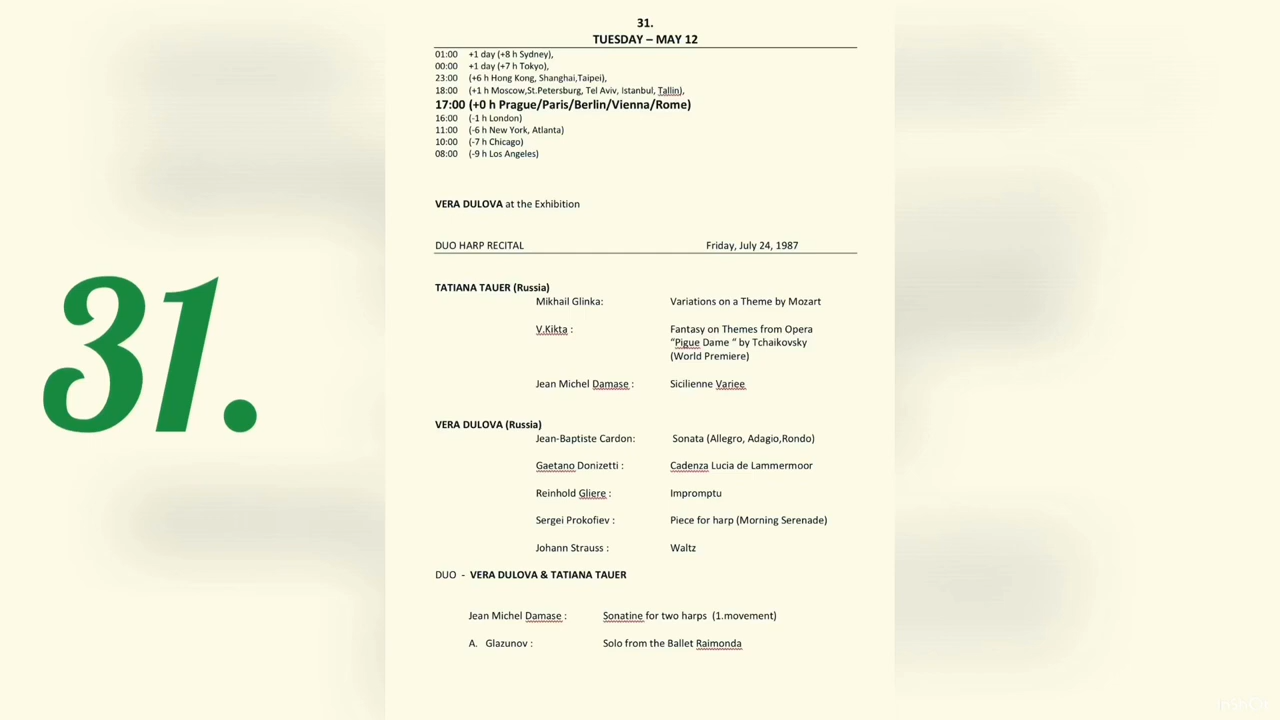 31.
TUESDAY – MAY 12
01:00 +1 day (+8 h Sydney),
00:00 +1 day (+7 h Tokyo),
23:00 (+6 h Hong Kong, Shanghai,Taipei),
18:00 (+1 h Moscow,St.Petersburg, Tel Aviv, Istanbul, Tallin),
17:00 (+0 h Prague/Paris/Berlin/Vienna/Rome)
16:00 (-1 h London)
11:00 (-6 h New York, Atlanta)
10:00 (-7 h Chicago)
08:00 (-9 h Los Angeles)
VERA DULOVA at the Exhibition
DUO HARP RECITAL Friday, July 24, 1987
31.
TATIANA TAUER (Russia)
Mikhail Glinka: Variations on a Theme by Mozart
V.Kikta : Fantasy on Themes from Opera
"Pigue Dame " by Tchaikovsky
(World Premiere)
Jean Michel Damase : Sicilienne Variee
VERA DULOVA (Russia)
Jean-Baptiste Cardon: Sonata (Allegro, Adagio,Rondo)
Gaetano Donizetti : Cadenza Lucia de Lammermoor
Reinhold Gliere : Impromptu
Sergei Prokofiev : Piece for harp (Morning Serenade)
Johann Strauss : Waltz
DUO - VERA DULOVA & TATIANA TAUER
Jean Michel Damase : Sonatine for two harps (1.movement)
A. Glazunov : Solo from the Ballet Raimonda